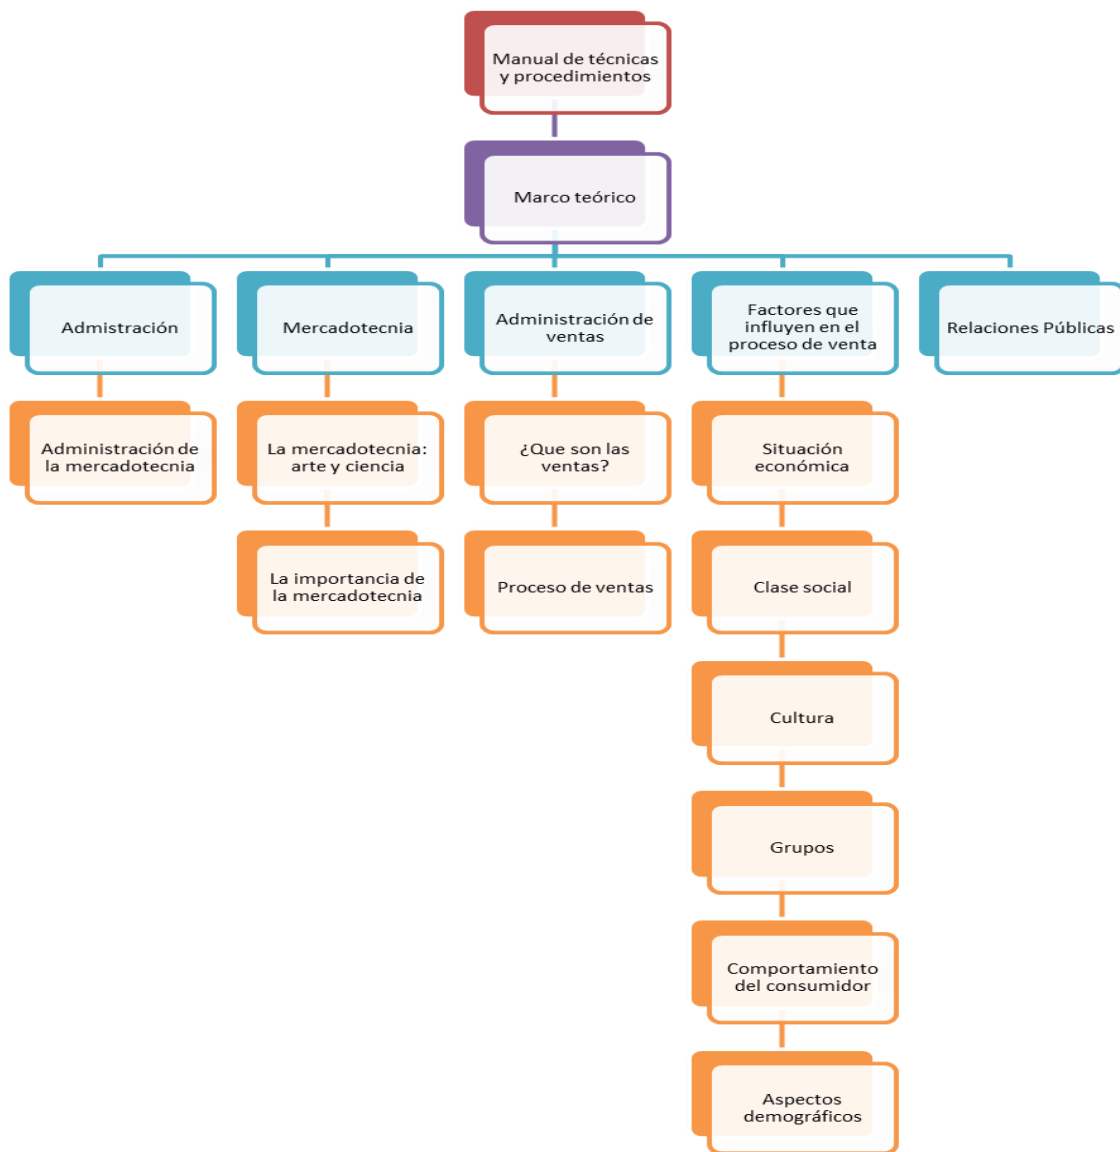 Manual de técnicas
y procedimientos
Marco teórico
Admistración
Mercadotecnia
Administración de
ventas
Factores que
influyen en el
proceso de venta
Relaciones Públicas
Administración de
la mercadotecnia
La mercadotecnia:
arte y ciencia
¿Que son las
ventas?
Situación
económica
La importancia de
la mercadotecnia
Proceso de ventas
Clase social
Cultura
Grupos
Comportamiento
del consumidor
Aspectos
demográficos